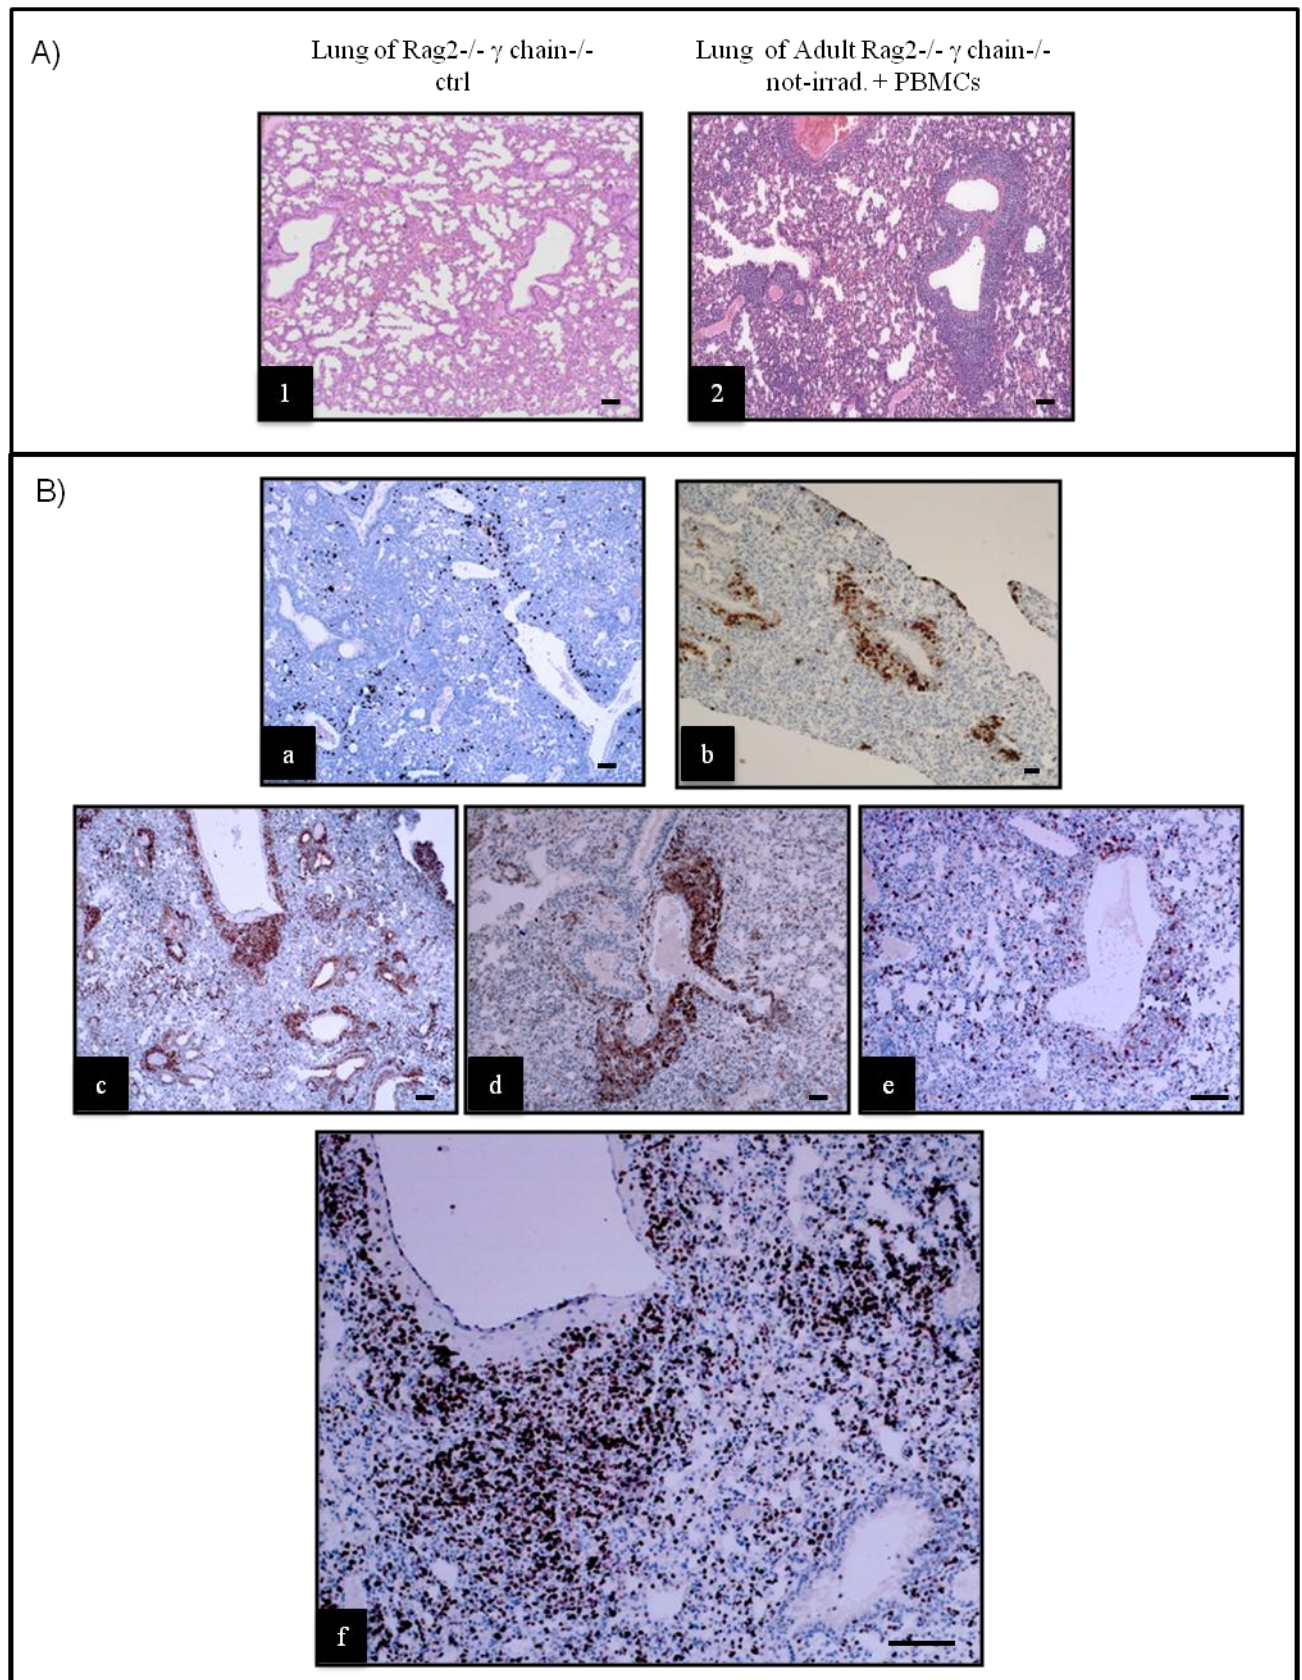 A)
Lung of Rag2-/- γ chain-/-
ctrl
Lung of Adult Rag2-/- γ chain-/-
not-irrad. + PBMCs
1
2
B)
a
b
c
d
e
f